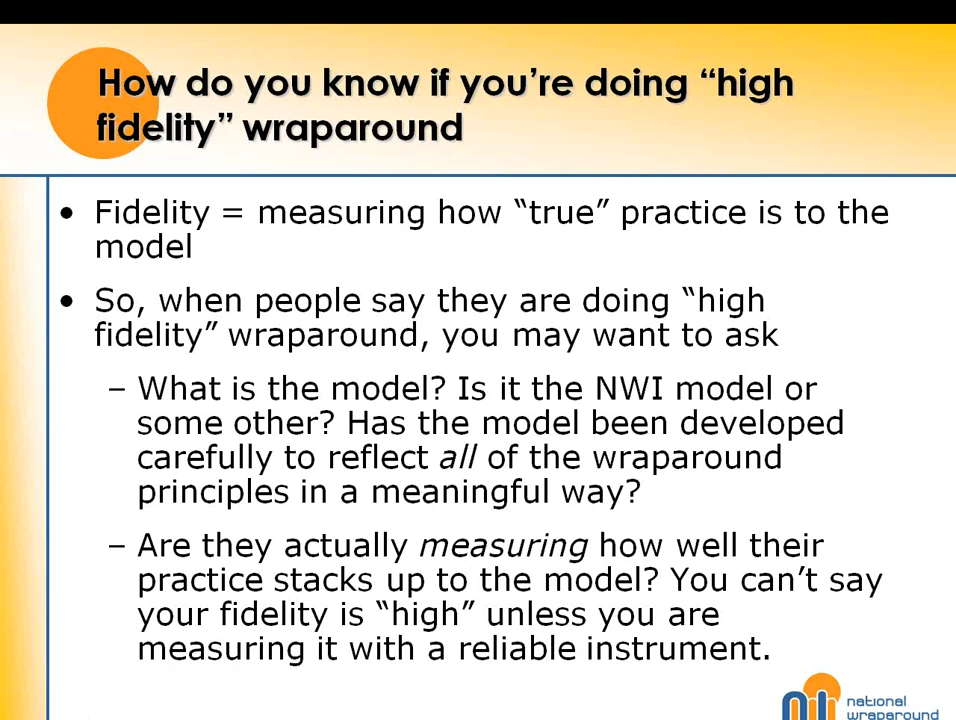 How do you know if you’re doing “high
fidelity” wraparound
• Fidelity = measuring how “true” practice is to the
model
• So, when people say they are doing “high
fidelity” wraparound, you may want to ask
– What is the model? Is it the NWI model or
some other? Has the model been developed
carefully to reflect all of the wraparound
principles in a meaningful way?
– Are they actually measuring how well their
practice stacks up to the model? You can’t say
your fidelity is “high” unless you are
measuring it with a reliable instrument.
national
wraparound